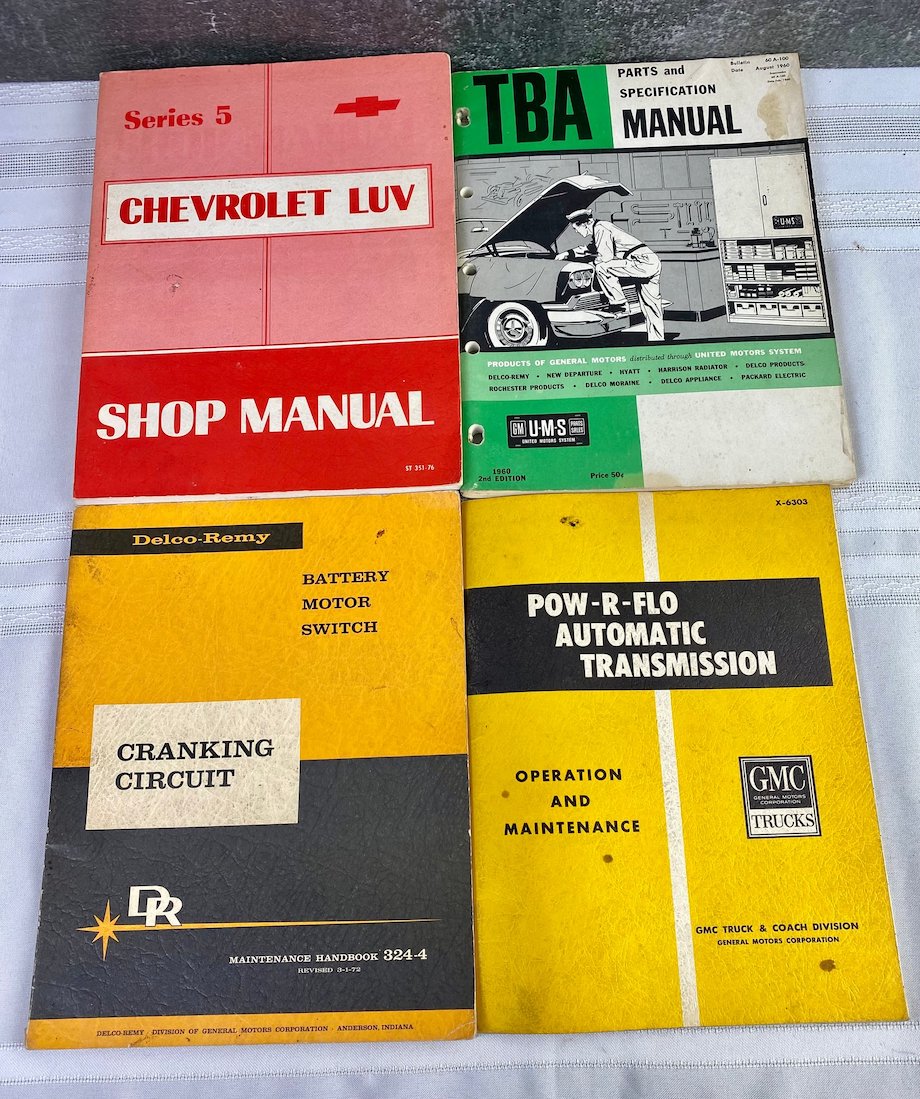 Series 5
CHEVROLET LUV
SHOP MANUAL
ST 351-76
TBA
PARTS and
SPECIFICATION
MANUAL
Bulletin 60 A-100
Date August 1960
U·M·S
PRODUCTS OF GENERAL MOTORS distributed through UNITED MOTORS SYSTEM
DELCO-REMY • NEW DEPARTURE • HYATT • HARRISON RADIATOR • DELCO PRODUCTS
ROCHESTER PRODUCTS • DELCO MORAINE • DELCO APPLIANCE • PACKARD ELECTRIC
GM U·M·S PARTS SALES
UNITED MOTORS SYSTEM
1960
2nd EDITION
Price 50¢
Delco-Remy
BATTERY
MOTOR
SWITCH
CRANKING
CIRCUIT
DR
MAINTENANCE HANDBOOK 324-4
REVISED 3-1-72
DELCO-REMY · DIVISION OF GENERAL MOTORS CORPORATION · ANDERSON, INDIANA
X-6303
POW-R-FLO
AUTOMATIC
TRANSMISSION
OPERATION
AND
MAINTENANCE
GMC
GENERAL MOTORS
CORPORATION
TRUCKS
GMC TRUCK & COACH DIVISION
GENERAL MOTORS CORPORATION